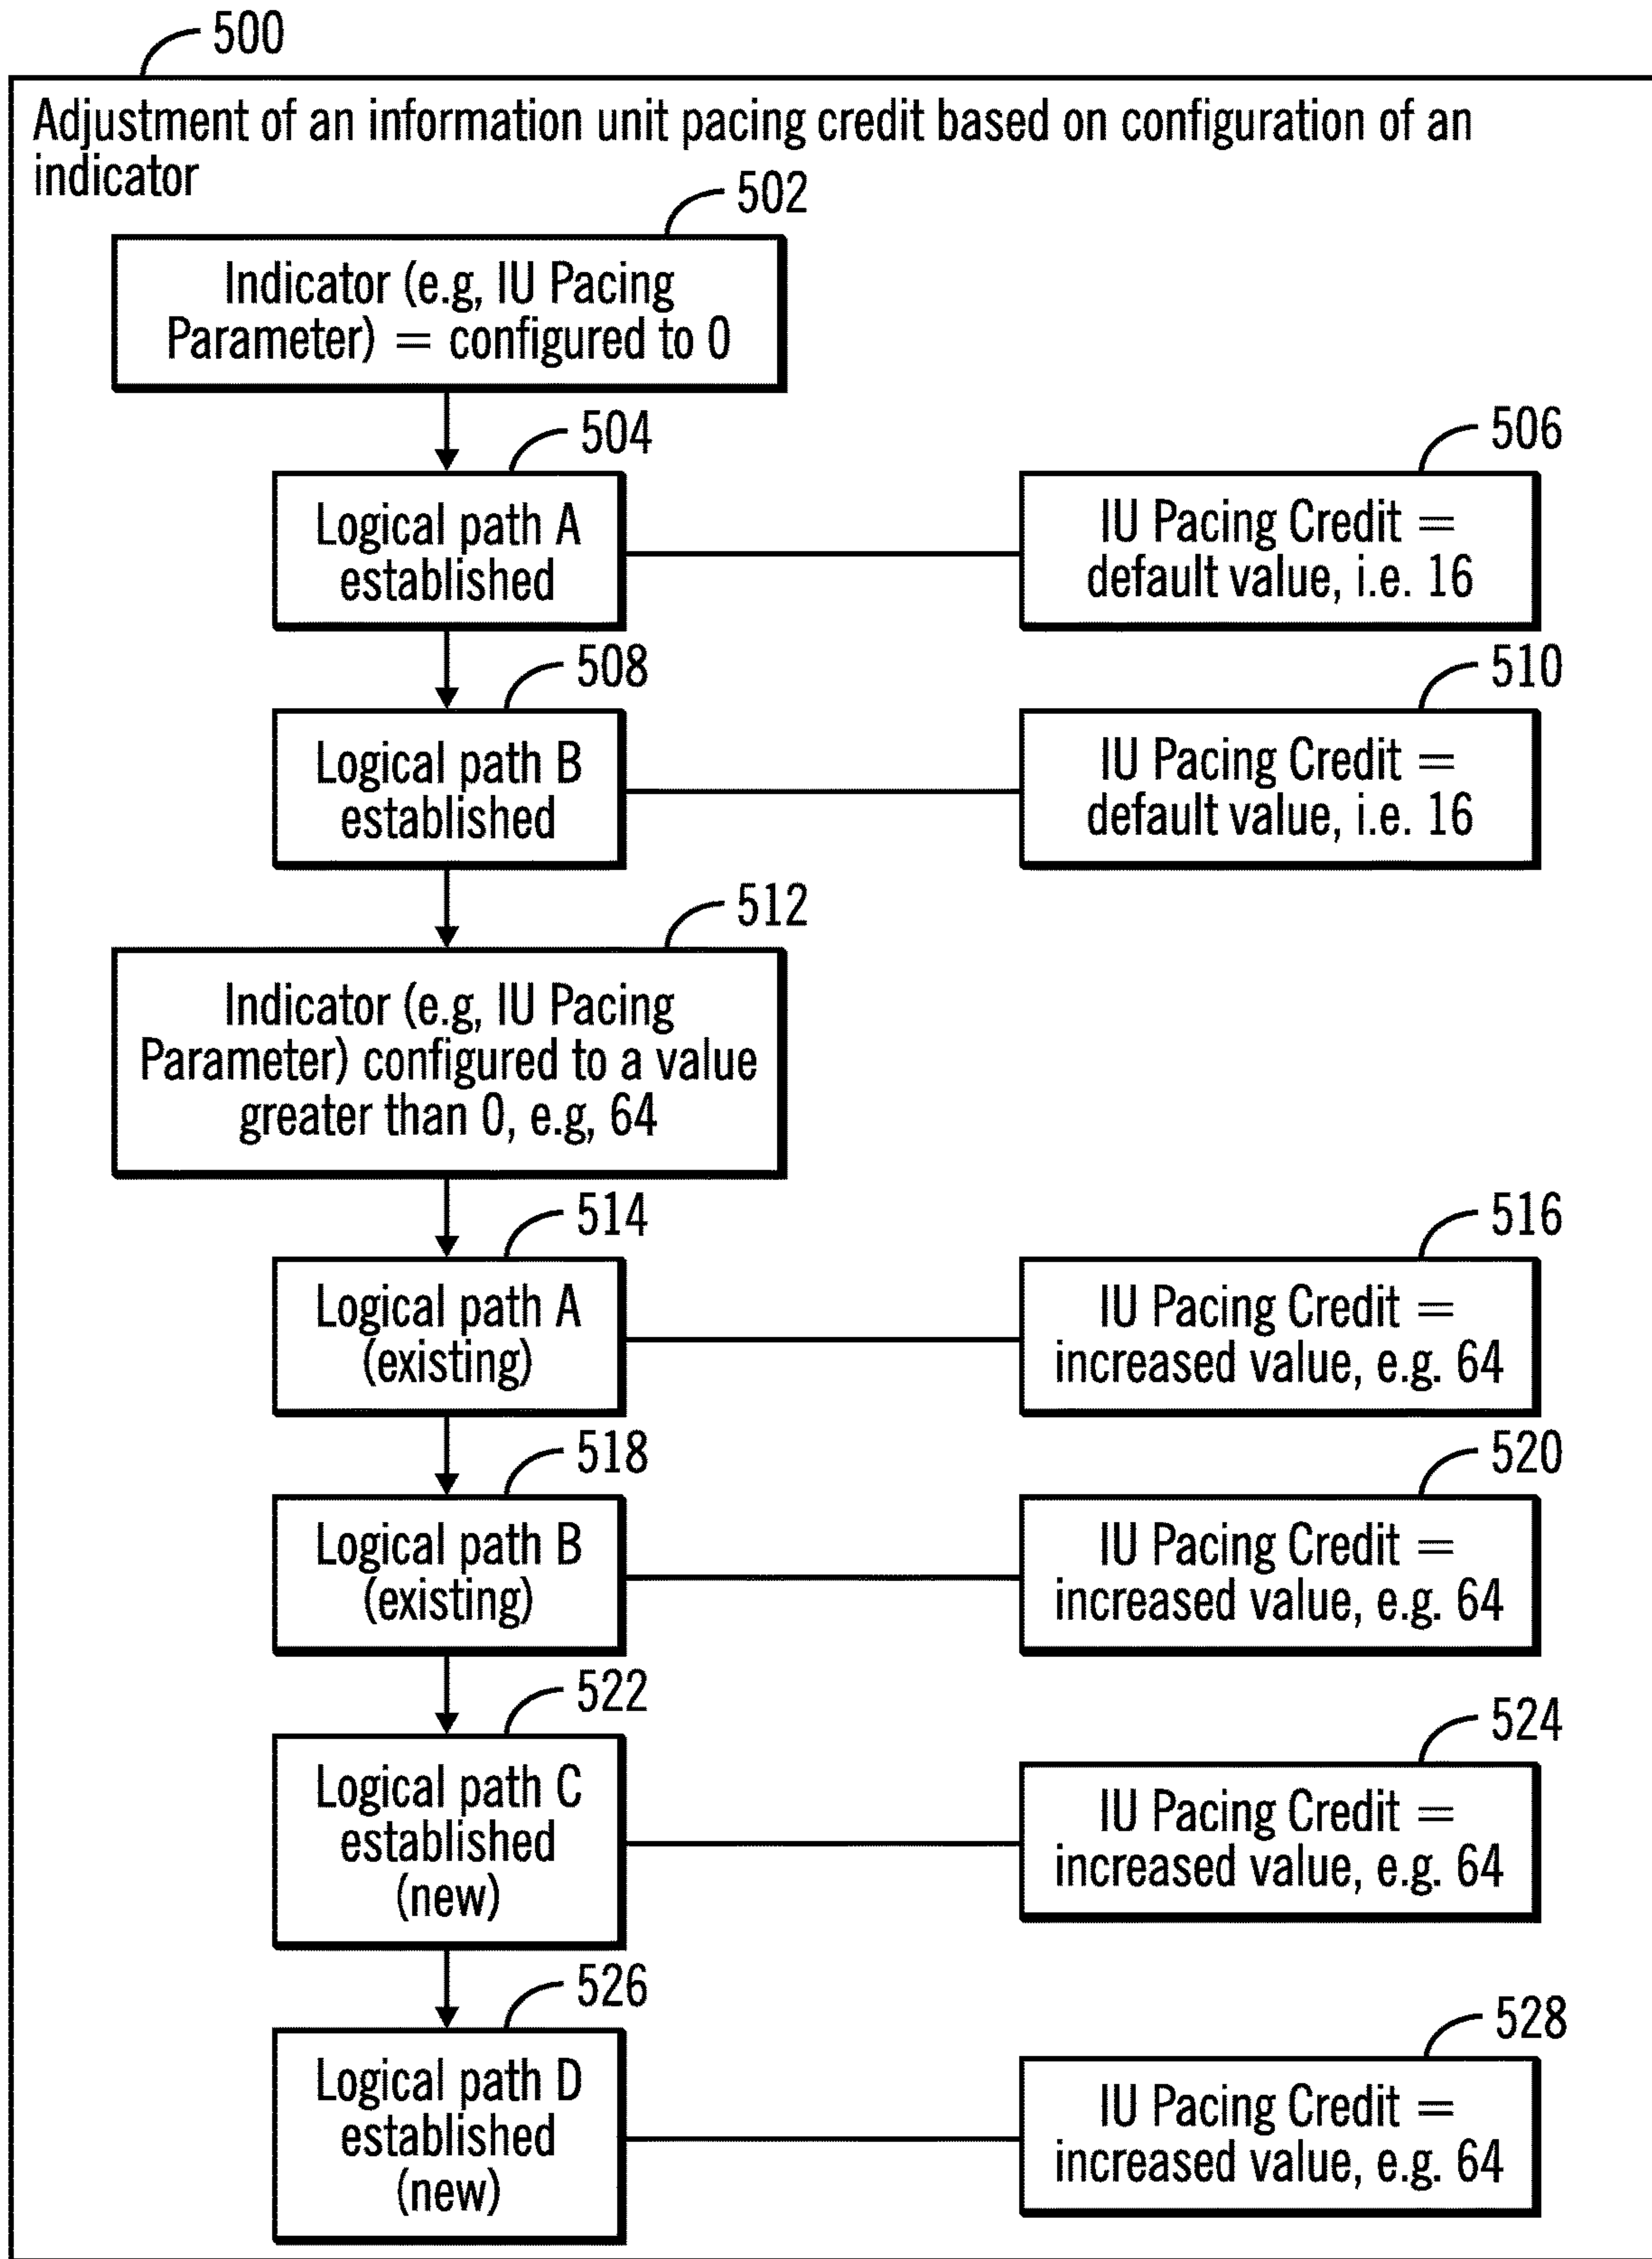 500
Adjustment of an information unit pacing credit based on configuration of an
indicator
502
Indicator (e.g, IU Pacing
Parameter) = configured to 0
504
Logical path A
established
506
IU Pacing Credit =
default value, i.e. 16
508
Logical path B
established
510
IU Pacing Credit =
default value, i.e. 16
512
Indicator (e.g, IU Pacing
Parameter) configured to a value
greater than 0, e.g, 64
514
Logical path A
(existing)
516
IU Pacing Credit =
increased value, e.g. 64
518
Logical path B
(existing)
520
IU Pacing Credit =
increased value, e.g. 64
522
Logical path C
established
(new)
524
IU Pacing Credit =
increased value, e.g. 64
526
Logical path D
established
(new)
528
IU Pacing Credit =
increased value, e.g. 64